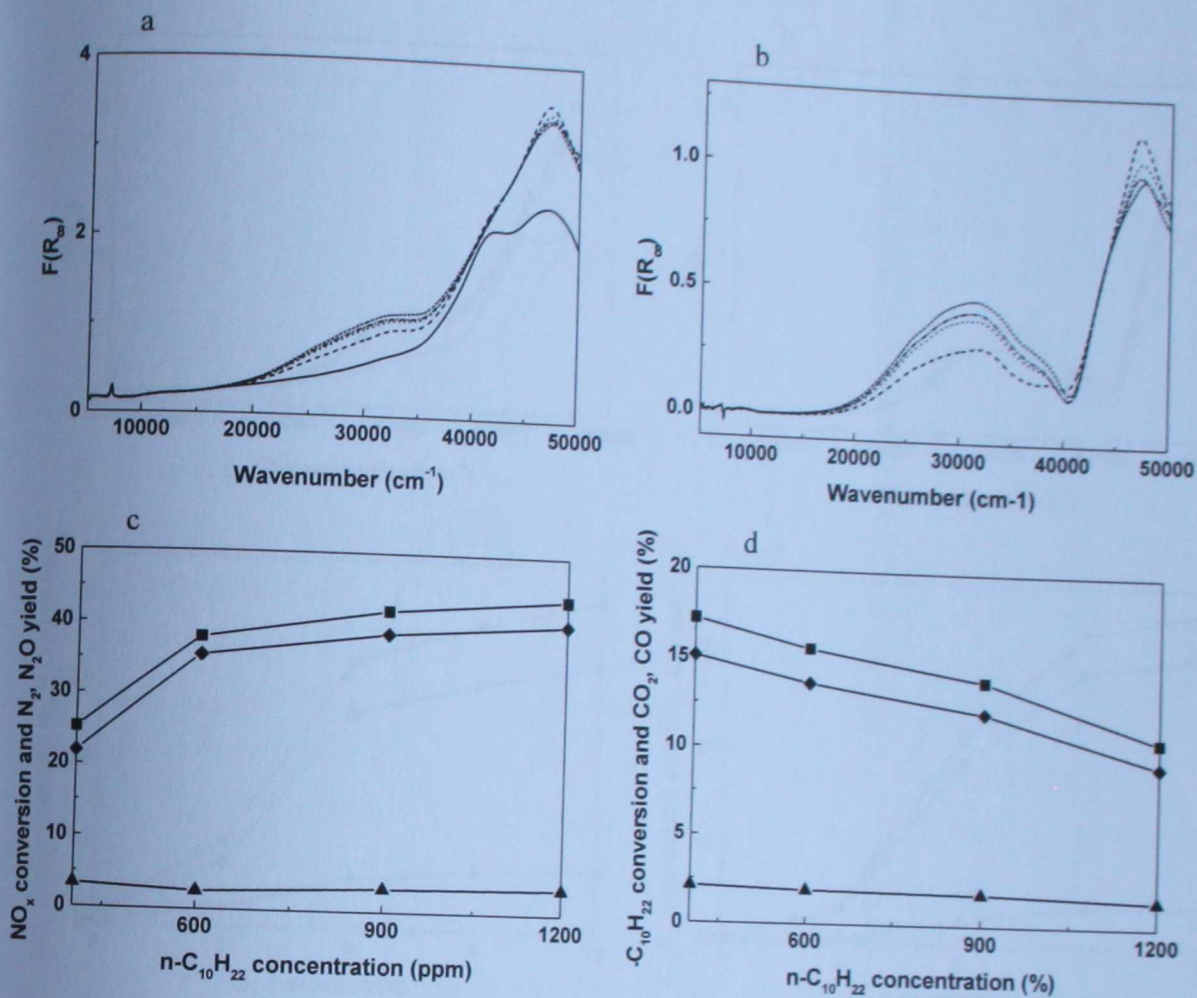 a
4
2
0
F(R∞)
10000 20000 30000 40000 50000
Wavenumber (cm⁻¹)
b
1.0
0.5
0.0
F(R∞)
10000 20000 30000 40000 50000
Wavenumber (cm-1)
c
50
40
30
20
10
0
NOₓ conversion and N₂, N₂O yield (%)
600 900 1200
n-C₁₀H₂₂ concentration (ppm)
d
20
15
10
5
0
-C₁₀H₂₂ conversion and CO₂, CO yield (%)
600 900 1200
n-C₁₀H₂₂ concentration (%)